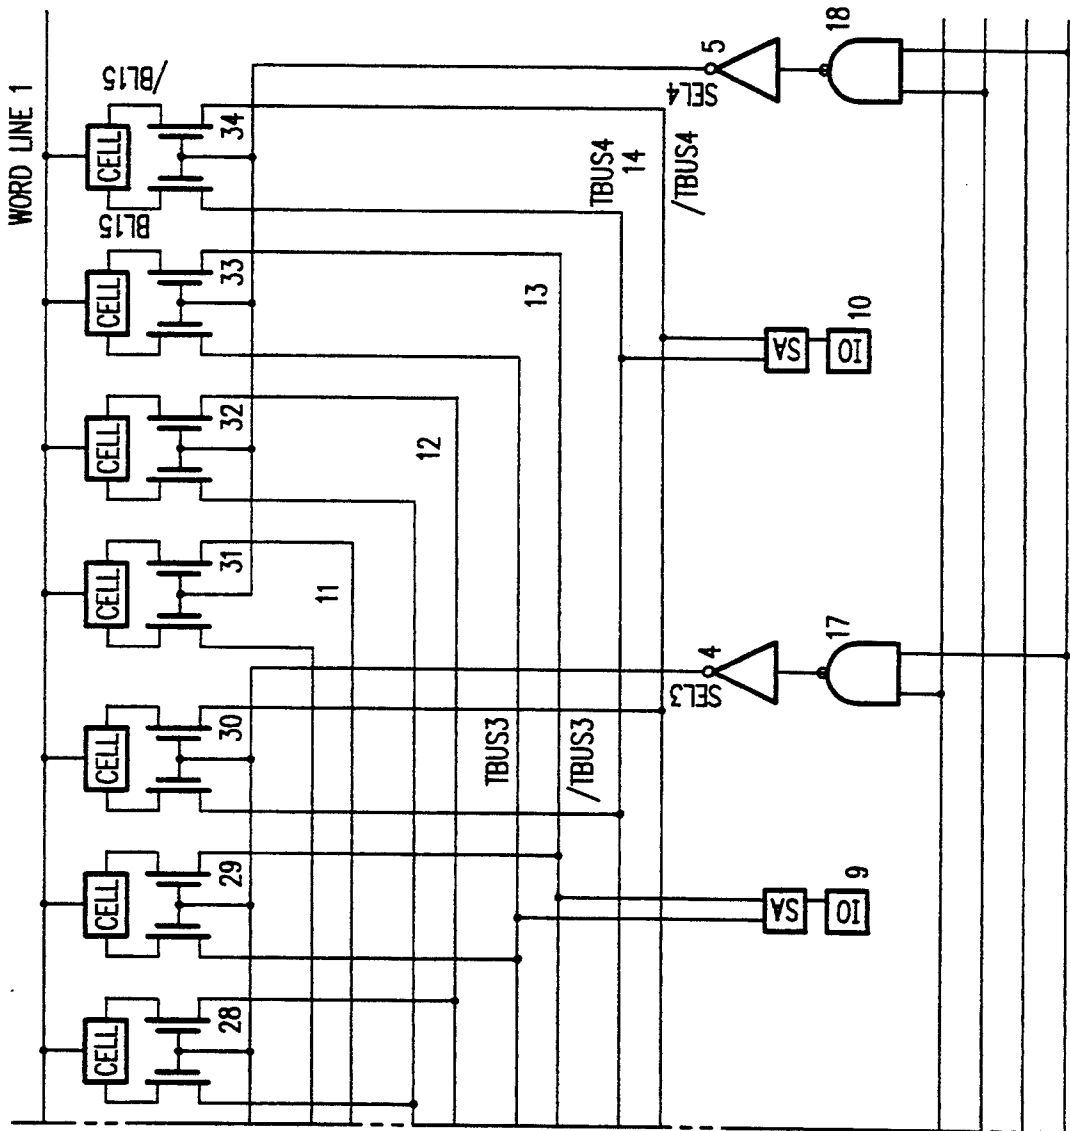 WORD LINE 1
CELL
CELL
CELL
CELL
CELL
CELL
CELL
BL15
/BL15
28
29
30
31
32
33
34
11
12
13
TBUS3
/TBUS3
TBUS4
14
/TBUS4
SEL3
4
SEL4
5
17
18
SA
IO
9
SA
IO
10